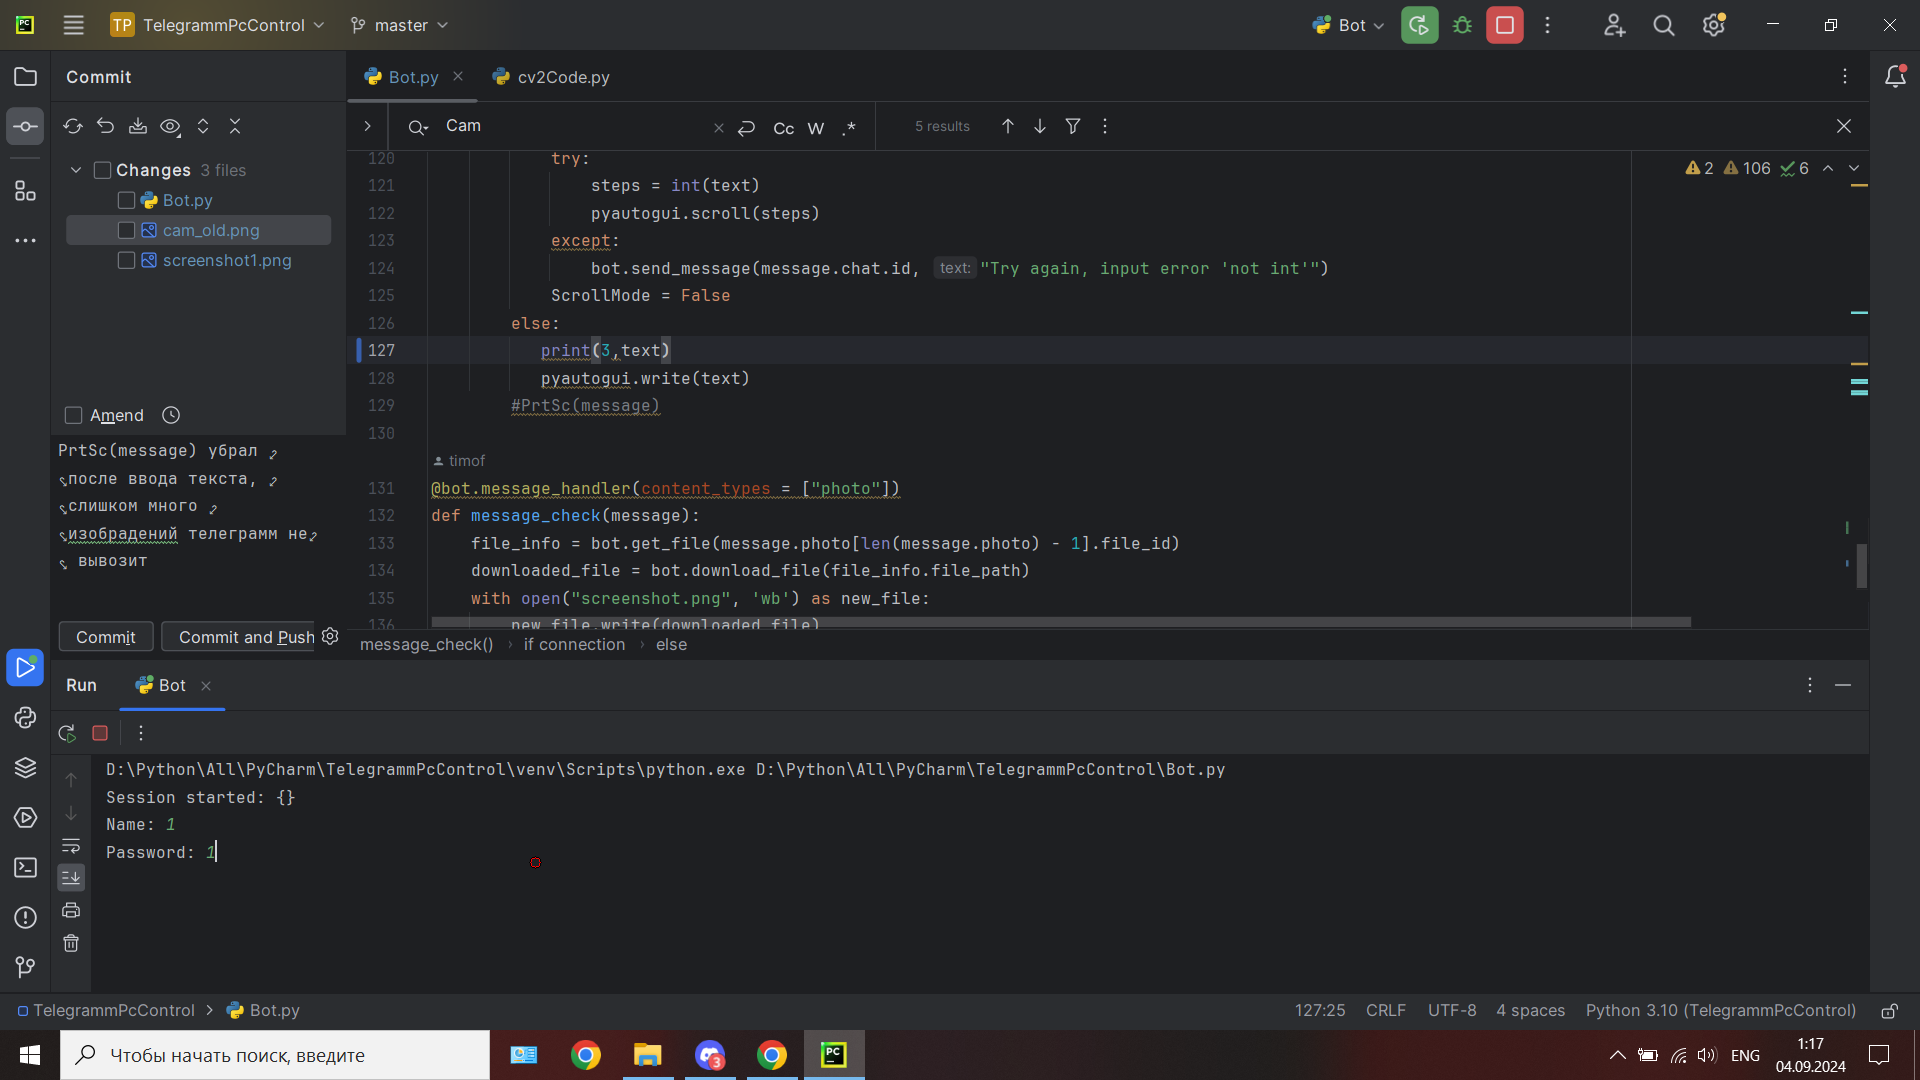 TP TelegrammPcControl master Bot
Commit
Bot.py cv2Code.py
Cam Cc W .* 5 results
Changes 3 files
Bot.py
cam_old.png
screenshot1.png
Amend
PrtSc(message) убрал
после ввода текста,
слишком много
изобрадений телеграмм не
вывозит
Commit Commit and Push
2 106 6
120 try:
121 steps = int(text)
122 pyautogui.scroll(steps)
123 except:
124 bot.send_message(message.chat.id, text: "Try again, input error 'not int'")
125 ScrollMode = False
126 else:
127 print(3,text)
128 pyautogui.write(text)
129 #PrtSc(message)
130
timof
131 @bot.message_handler(content_types = ["photo"])
132 def message_check(message):
133 file_info = bot.get_file(message.photo[len(message.photo) - 1].file_id)
134 downloaded_file = bot.download_file(file_info.file_path)
135 with open("screenshot.png", 'wb') as new_file:
136 new_file.write(downloaded_file)
message_check() › if connection › else
Run Bot
D:\Python\All\PyCharm\TelegrammPcControl\venv\Scripts\python.exe D:\Python\All\PyCharm\TelegrammPcControl\Bot.py
Session started: {}
Name: 1
Password: 1
TelegrammPcControl > Bot.py
127:25 CRLF UTF-8 4 spaces Python 3.10 (TelegrammPcControl)
Чтобы начать поиск, введите
3
PC
ENG
1:17
04.09.2024